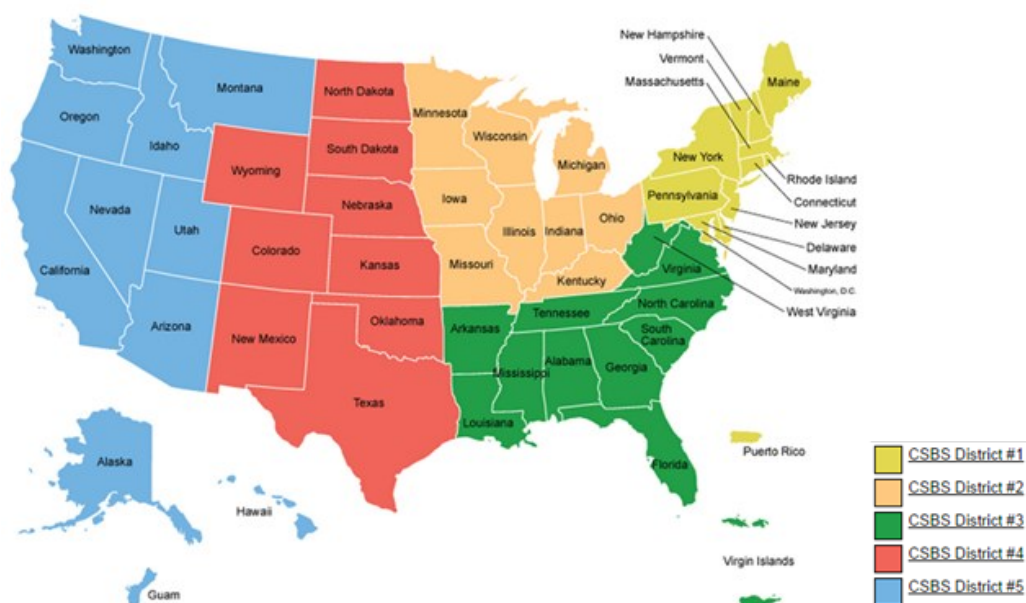 New Hampshire
Vermont
Massachusetts
Maine
Washington
Montana
North Dakota
Minnesota
Oregon
Idaho
Wisconsin
South Dakota
Michigan
New York
Wyoming
Rhode Island
Pennsylvania
Connecticut
Nebraska
Iowa
Nevada
Ohio
New Jersey
Utah
Illinois
Indiana
Colorado
Delaware
Kansas
Missouri
California
Maryland
Virginia
Kentucky
Washington, D.C.
North Carolina
West Virginia
Tennessee
Oklahoma
Arizona
Arkansas
South
Carolina
New Mexico
Alabama
Georgia
Mississippi
Texas
Louisiana
Puerto Rico
Florida
Alaska
Hawaii
Virgin Islands
Guam
CSBS District #1
CSBS District #2
CSBS District #3
CSBS District #4
CSBS District #5